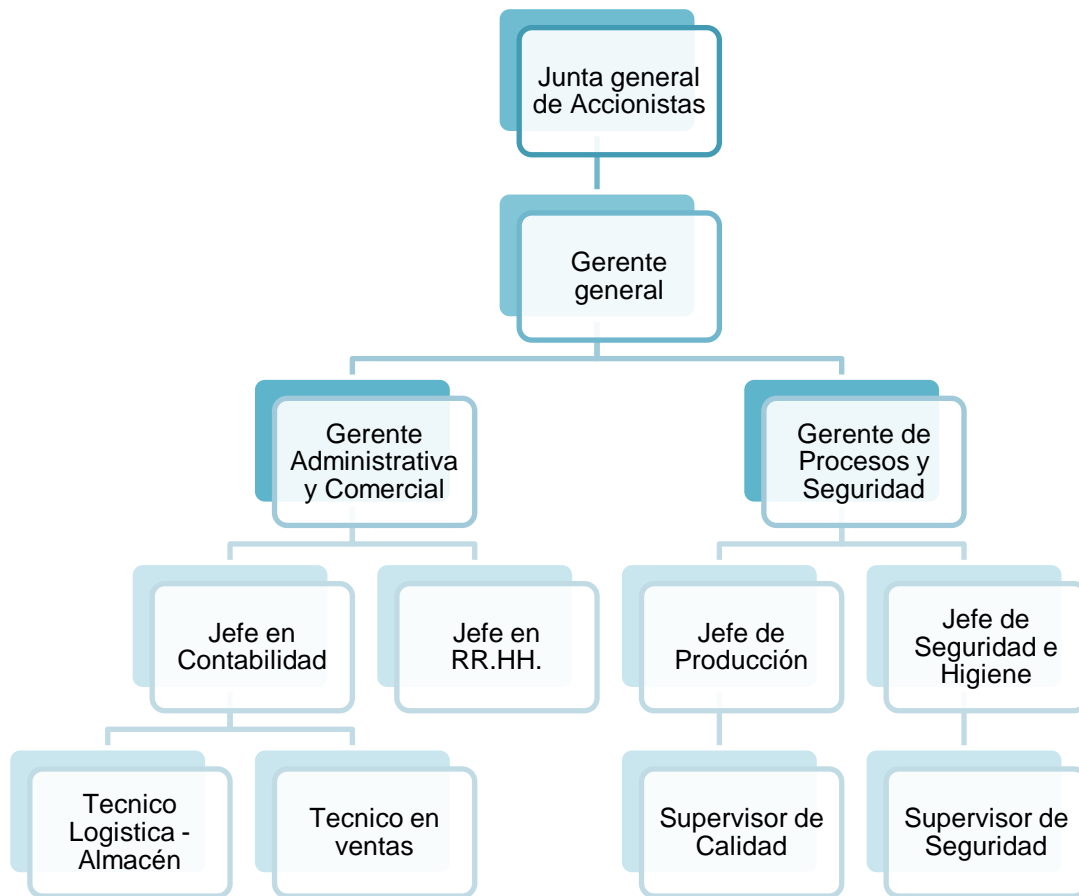 Junta general
de Accionistas
Gerente
general
Gerente
Administrativa
y Comercial
Gerente de
Procesos y
Seguridad
Jefe en
Contabilidad
Jefe en
RR.HH.
Jefe de
Producción
Jefe de
Seguridad e
Higiene
Tecnico
Logistica -
Almacén
Tecnico en
ventas
Supervisor de
Calidad
Supervisor de
Seguridad